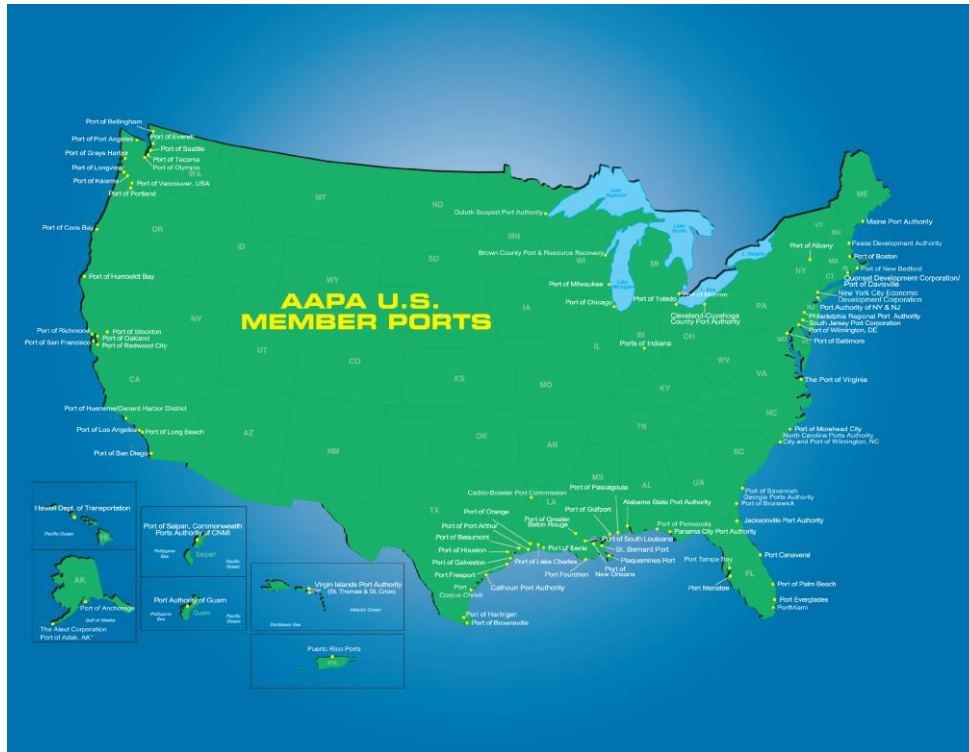 AAPA U.S.
MEMBER PORTS
Port of Bellingham
Port of Port Angeles
Port of Everett
Port of Seattle
Port of Grays Harbor
Port of Tacoma
Port of Olympia
WA
Port of Longview
Port of Kalama
Port of Vancouver, USA
Port of Portland
Port of Coos Bay
OR
ID
MT
ND
SD
WY
Port of Humboldt Bay
NV
UT
CO
CA
Port of Richmond
Port of Stockton
Port of Oakland
Port of San Francisco
Port of Redwood City
Port of Hueneme/Oxnard Harbor District
Port of Los Angeles
Port of Long Beach
Port of San Diego
AZ
NM
KS
OK
TX
MN
Duluth Seaport Authority
Lake
Superior
Lake
Huron
Lake
Michigan
L. Ontario
L. Erie
Brown County Port & Resource Recovery
WI
MI
Port of Milwaukee
Port of Chicago
Port of Toledo
Port of Monroe
Cleveland-Cuyahoga
County Port Authority
IA
IL
IN
OH
Ports of Indiana
MO
KY
WV
VA
PA
NY
VT
NH
ME
MA
CT
RI
NJ
MD
DE
Maine Port Authority
Pease Development Authority
Port of Albany
Port of Boston
Port of New Bedford
Quonset Development Corporation/
Port of Davisville
New York City Economic
Development Corporation
Port Authority of NY & NJ
Philadelphia Regional Port Authority
South Jersey Port Corporation
Port of Wilmington, DE
Port of Baltimore
The Port of Virginia
NC
Port of Morehead City
North Carolina Ports Authority
City and Port of Wilmington, NC
TN
AR
SC
MS
AL
GA
LA
Port of Savannah
Georgia Ports Authority
Port of Brunswick
Jacksonville Port Authority
Port Canaveral
FL
Port of Palm Beach
Port Everglades
PortMiami
Port Tampa Bay
Port Manatee
Port of Pensacola
Panama City Port Authority
Alabama State Port Authority
Port of Pascagoula
Port of Gulfport
Caddo-Bossier Port Commission
Port of Greater
Baton Rouge
Port of South Louisiana
St. Bernard Port
Plaquemines Port
Port of
New Orleans
Port of Iberia
Port Fourchon
Port of Lake Charles
Port of Orange
Port of Port Arthur
Port of Beaumont
Port of Houston
Port of Galveston
Port Freeport
Calhoun Port Authority
Port
Corpus Christi
Port of Harlingen
Port of Brownsville
Hawaii Dept. of Transportation
Pacific Ocean
HI
AK
Port of Anchorage
Gulf of Alaska
The Aleut Corporation
Port of Adak, AK*
Port of Saipan, Commonwealth
Ports Authority of CNMI
Philippine
Sea
Saipan
Pacific
Ocean
Port Authority of Guam
Guam
Philippine
Sea
Pacific
Ocean
Virgin Islands Port Authority
(St. Thomas & St. Croix)
Atlantic Ocean
Caribbean Sea
Puerto Rico Ports
PR